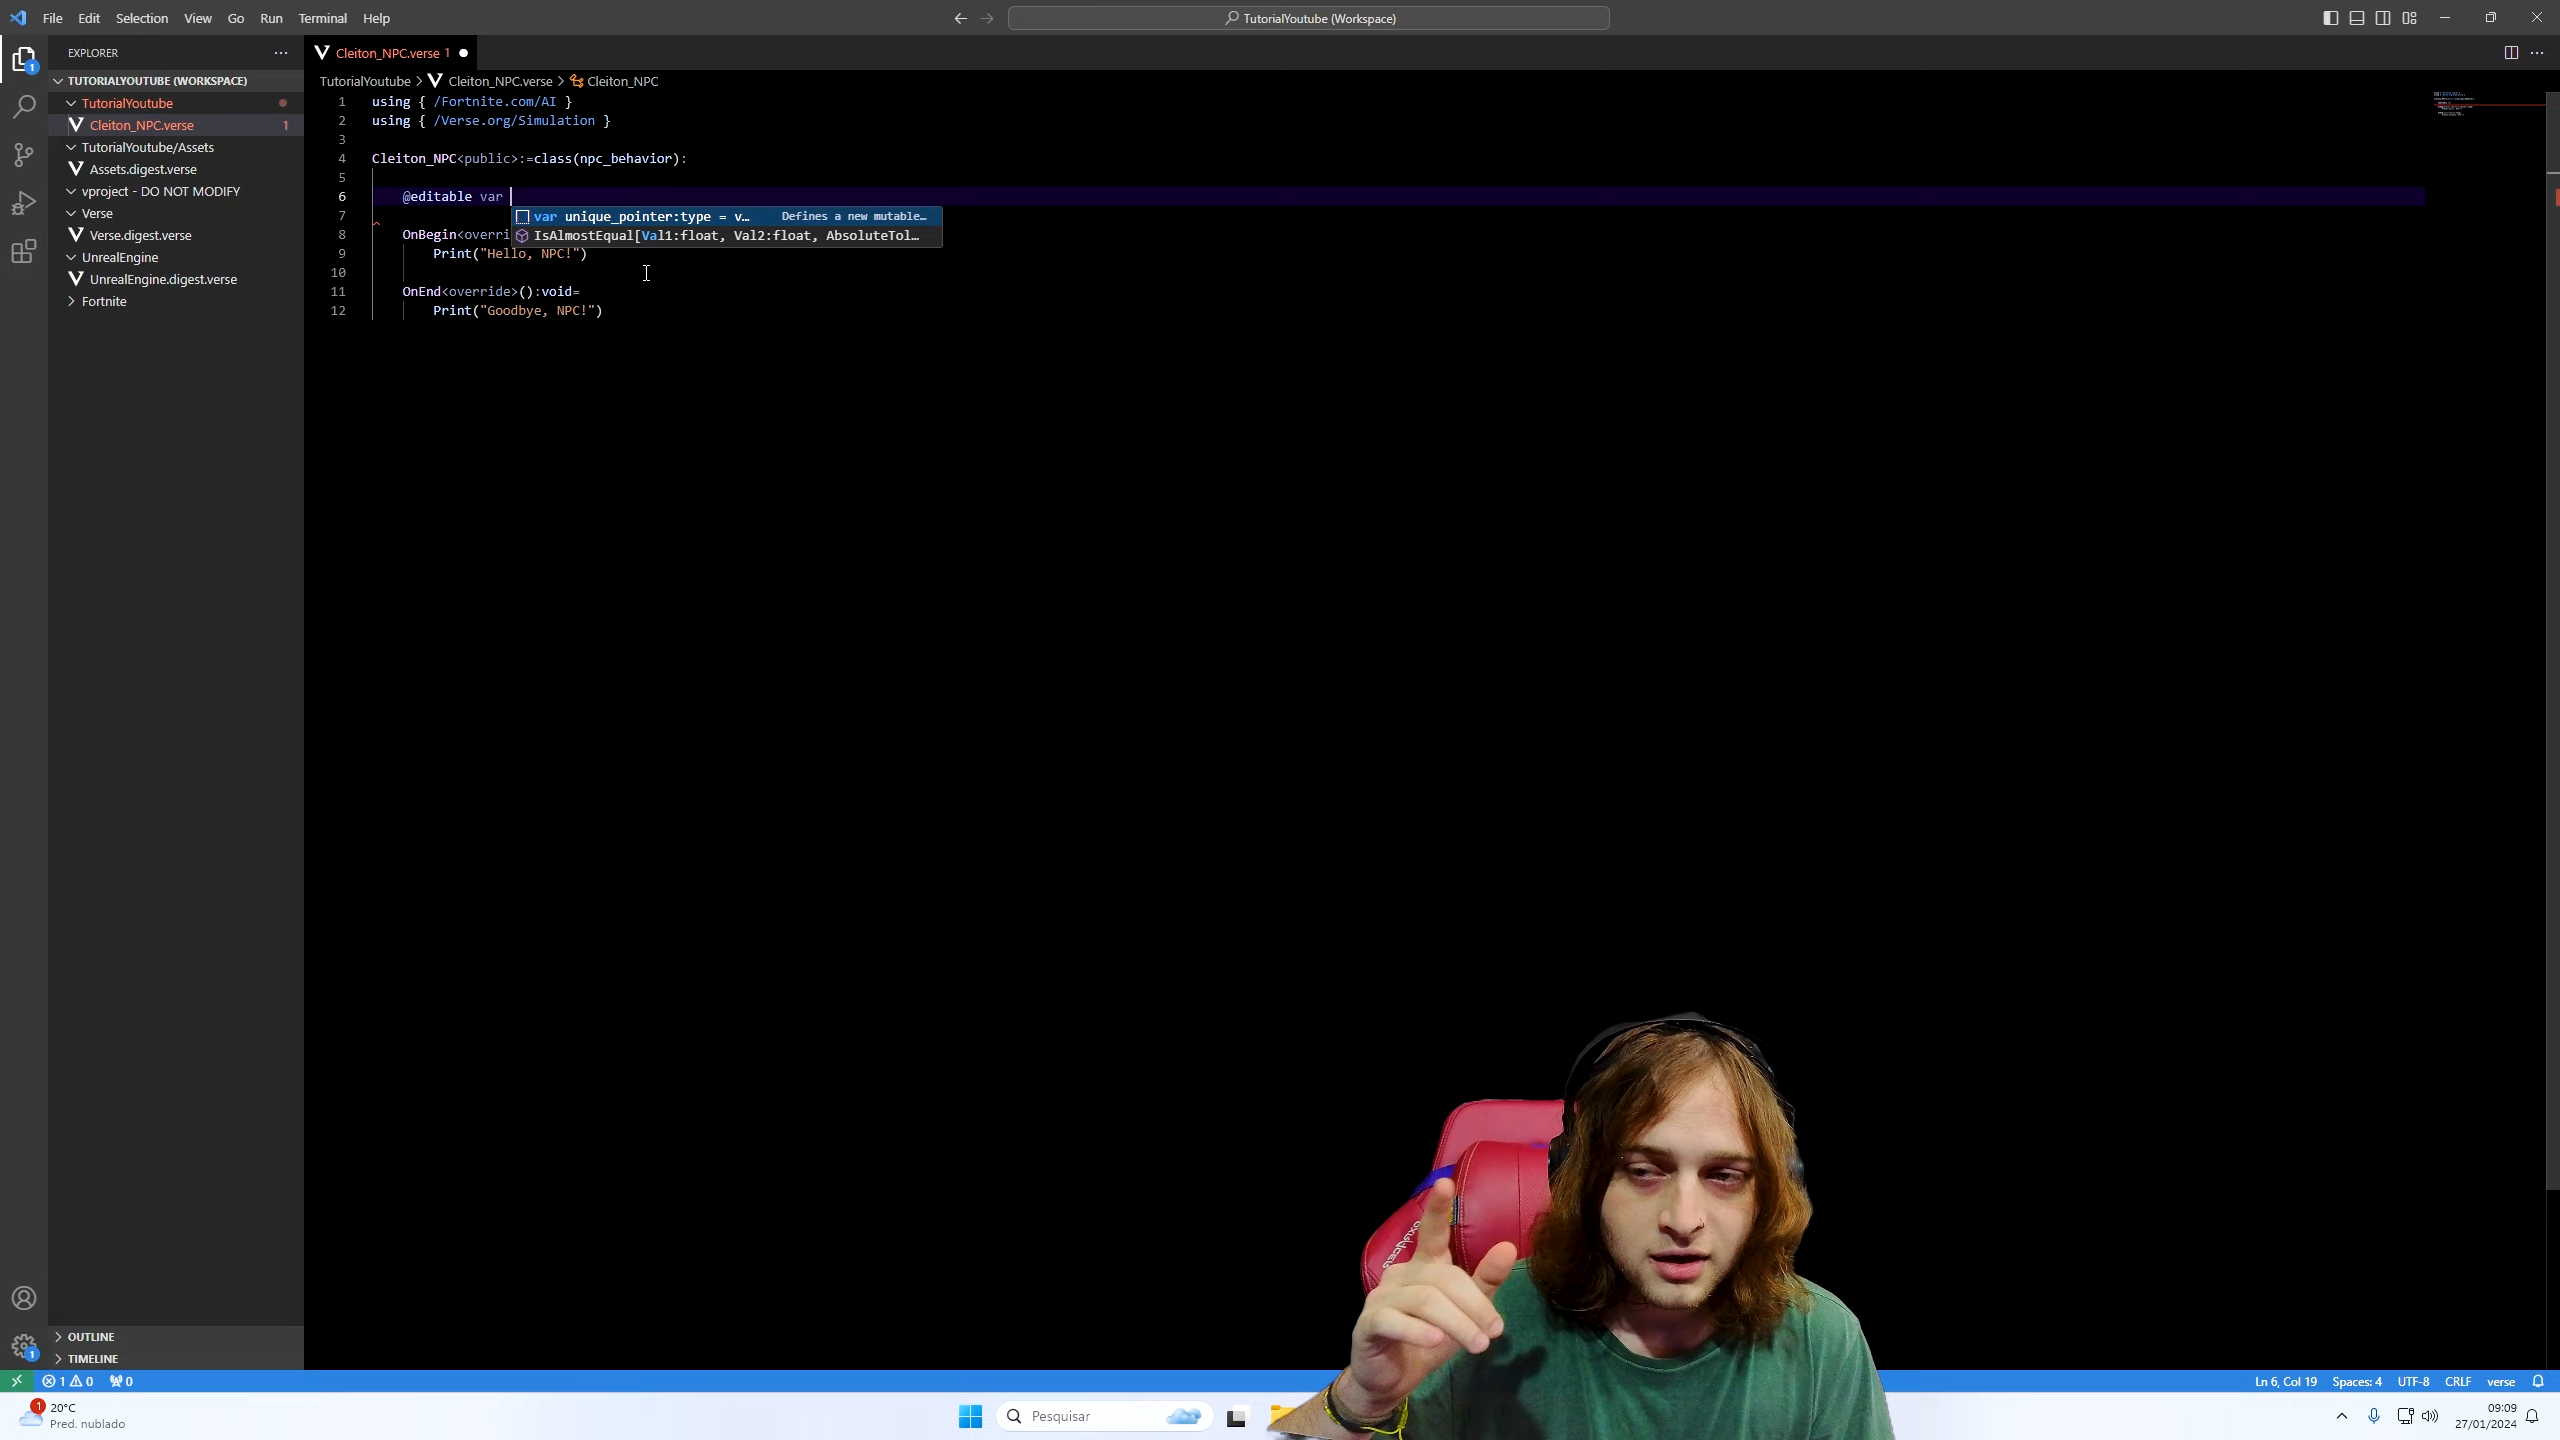 File Edit Selection View Go Run Terminal Help
TutorialYoutube (Workspace)
EXPLORER
TUTORIALYOUTUBE (WORKSPACE)
TutorialYoutube
Cleiton_NPC.verse 1
TutorialYoutube/Assets
Assets.digest.verse
vproject - DO NOT MODIFY
Verse
Verse.digest.verse
UnrealEngine
UnrealEngine.digest.verse
Fortnite
OUTLINE
TIMELINE
Cleiton_NPC.verse 1
TutorialYoutube > Cleiton_NPC.verse > Cleiton_NPC
1 using { /Fortnite.com/AI }
2 using { /Verse.org/Simulation }
3
4 Cleiton_NPC<public>:=class(npc_behavior):
5
6 @editable var
7
8 OnBegin<overri
9 Print("Hello, NPC!")
10
11 OnEnd<override>():void=
12 Print("Goodbye, NPC!")
var unique_pointer:type = v… Defines a new mutable…
IsAlmostEqual[Val1:float, Val2:float, AbsoluteTol…
1 0 0
Ln 6, Col 19 Spaces: 4 UTF-8 CRLF verse
1
20°C
Pred. nublado
Pesquisar
09:09
27/01/2024